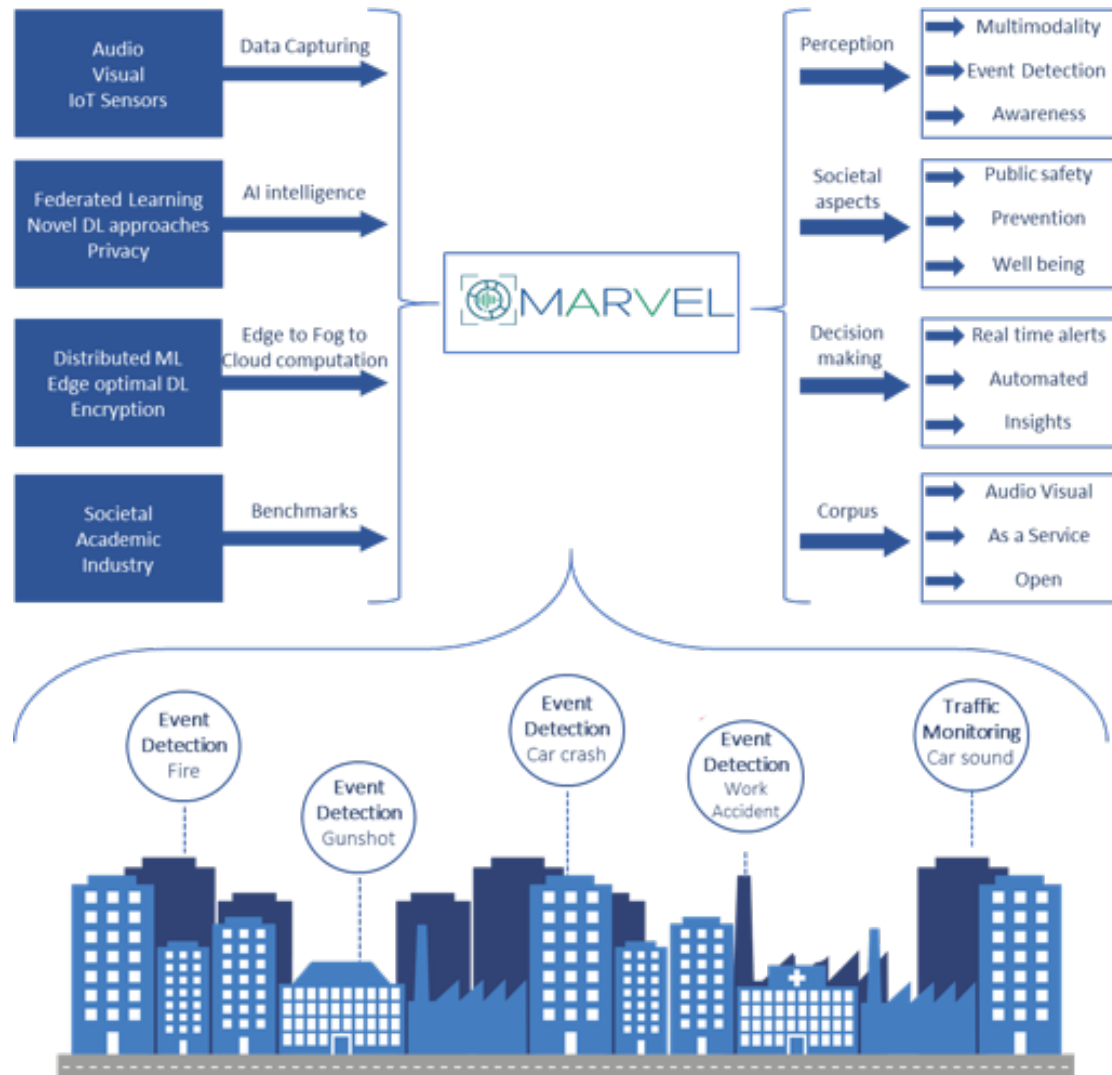 Audio
Visual
IoT Sensors
Data Capturing
Federated Learning
Novel DL approaches
Privacy
AI intelligence
Distributed ML
Edge optimal DL
Encryption
Edge to Fog to
Cloud computation
Societal
Academic
Industry
Benchmarks
MARVEL
Perception
Multimodality
Event Detection
Awareness
Societal
aspects
Public safety
Prevention
Well being
Decision
making
Real time alerts
Automated
Insights
Corpus
Audio Visual
As a Service
Open
Event
Detection
Fire
Event
Detection
Gunshot
Event
Detection
Car crash
Event
Detection
Work
Accident
Traffic
Monitoring
Car sound